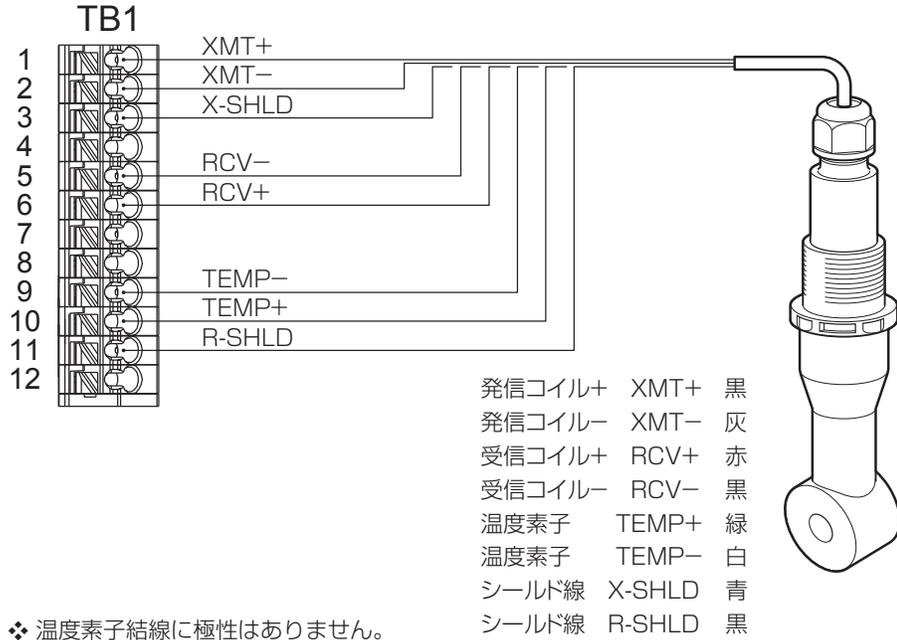 TB1
1 XMT+
2 XMT−
3 X-SHLD
4
5 RCV−
6 RCV+
7
8
9 TEMP−
10 TEMP+
11 R-SHLD
12
発信コイル+ XMT+ 黒
発信コイル− XMT− 灰
受信コイル+ RCV+ 赤
受信コイル− RCV− 黒
温度素子 TEMP+ 緑
温度素子 TEMP− 白
シールド線 X-SHLD 青
シールド線 R-SHLD 黒
❖ 温度素子結線に極性はありません。